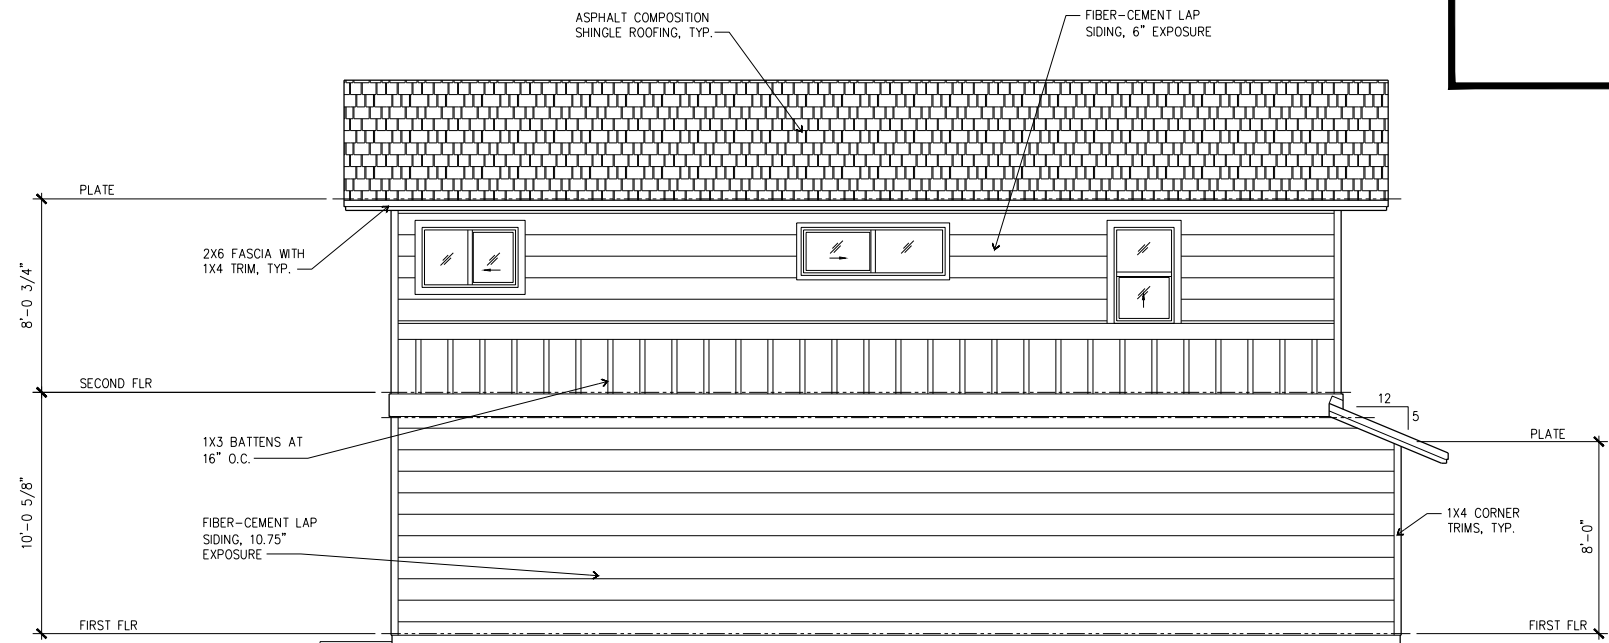 ASPHALT COMPOSITION
SHINGLE ROOFING, TYP.
FIBER-CEMENT LAP
SIDING, 6" EXPOSURE
PLATE
2X6 FASCIA WITH
1X4 TRIM, TYP.
8'-0 3/4"
SECOND FLR
12
5
PLATE
1X3 BATTENS AT
16" O.C.
10'-0 5/8"
FIBER-CEMENT LAP
SIDING, 10.75"
EXPOSURE
1X4 CORNER
TRIMS, TYP.
8'-0"
FIRST FLR
FIRST FLR